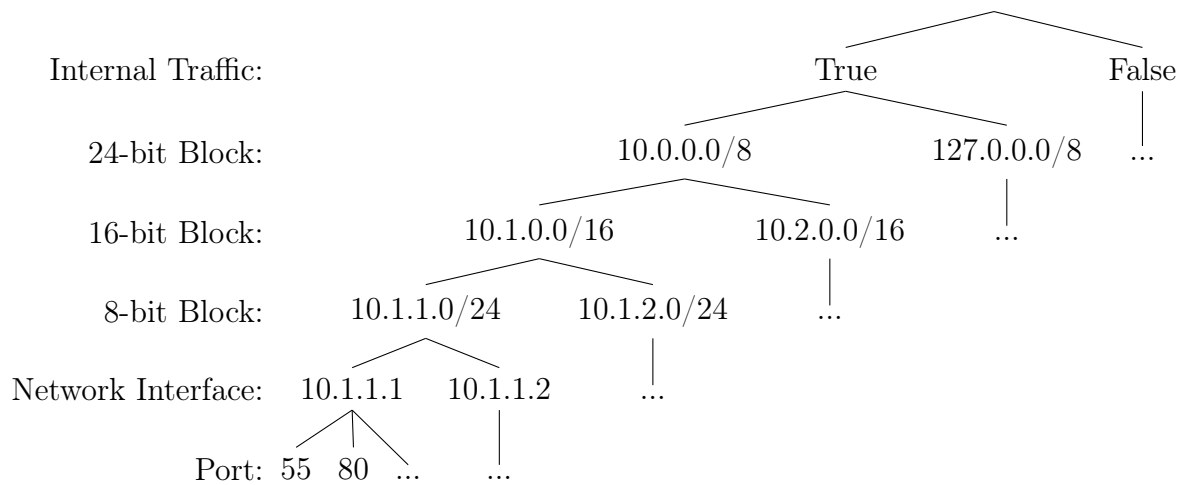 Internal Traffic: True False
24-bit Block: 10.0.0.0/8 127.0.0.0/8 ...
16-bit Block: 10.1.0.0/16 10.2.0.0/16 ...
8-bit Block: 10.1.1.0/24 10.1.2.0/24 ...
Network Interface: 10.1.1.1 10.1.1.2 ...
Port: 55 80 ... ...